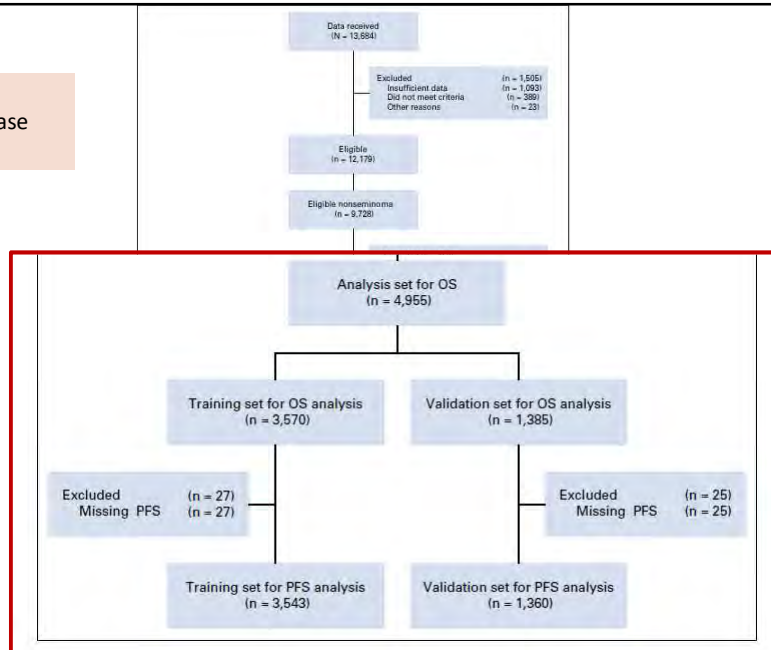 Data received
(N = 13,684)
Excluded (n = 1,505)
Insufficient data (n = 1,093)
Did not meet criteria (n = 389)
Other reasons (n = 23)
ase
Eligible
(n = 12,179)
Eligible nonseminoma
(n = 9,728)
Analysis set for OS
(n = 4,955)
Training set for OS analysis
(n = 3,570)
Validation set for OS analysis
(n = 1,385)
Excluded (n = 27)
Missing PFS (n = 27)
Excluded (n = 25)
Missing PFS (n = 25)
Training set for PFS analysis
(n = 3,543)
Validation set for PFS analysis
(n = 1,360)